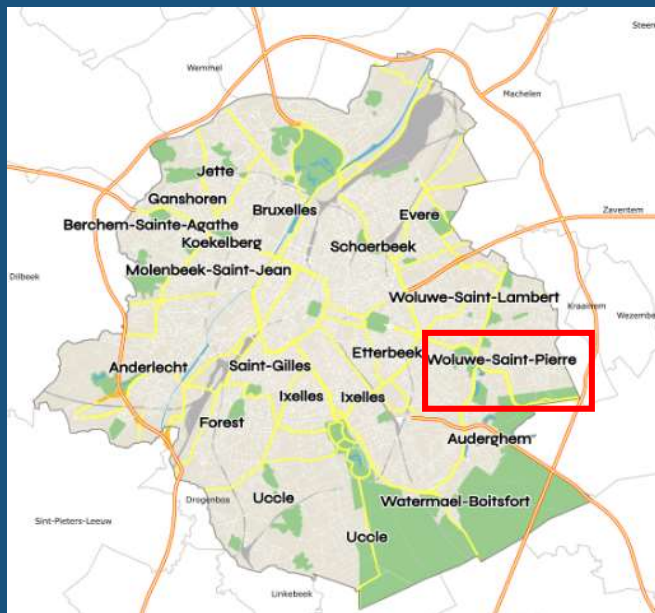 Steen
Wemmel
Machelen
Jette
Ganshoren
Bruxelles
Evere
Zaventem
Berchem-Sainte-Agathe
Koekelberg
Schaerbeek
Molenbeek-Saint-Jean
Dilbeek
Woluwe-Saint-Lambert
Kraainem
Wezembe
Etterbeek
Woluwe-Saint-Pierre
Anderlecht
Saint-Gilles
Ixelles
Ixelles
Forest
Auderghem
Drogenbos
Uccle
Watermael-Boitsfort
Sint-Pieters-Leeuw
Uccle
Linkebeek